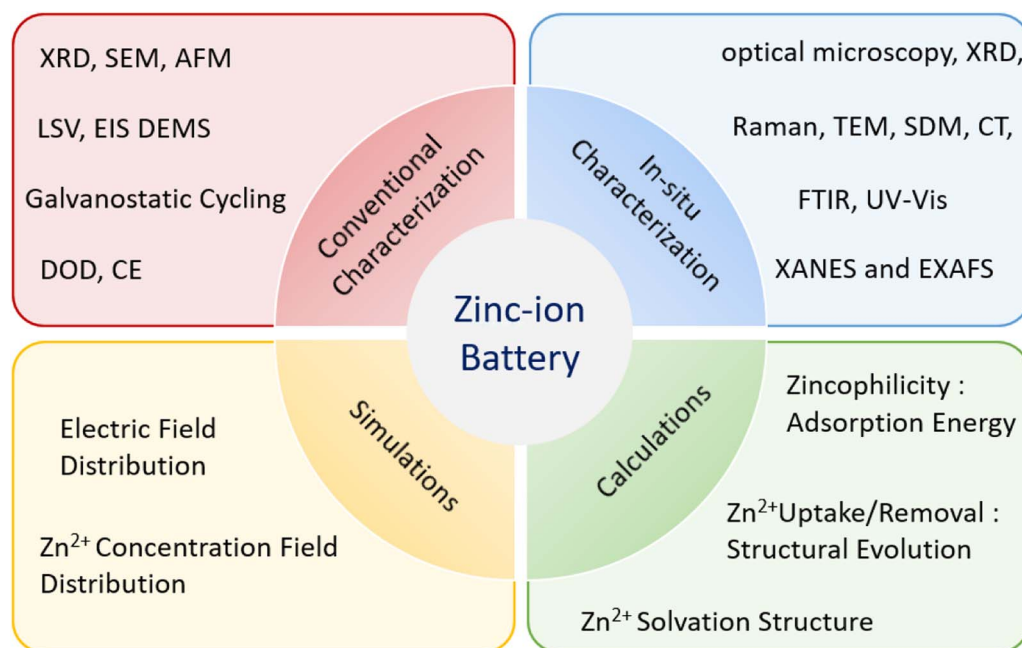 XRD, SEM, AFM
LSV, EIS DEMS
Galvanostatic Cycling
DOD, CE
Conventional
Characterization
optical microscopy, XRD,
Raman, TEM, SDM, CT,
FTIR, UV-Vis
XANES and EXAFS
In-situ
Characterization
Zinc-ion
Battery
Electric Field
Distribution
Zn²⁺ Concentration Field
Distribution
Simulations
Calculations
Zincophilicity :
Adsorption Energy
Zn²⁺Uptake/Removal :
Structural Evolution
Zn²⁺ Solvation Structure